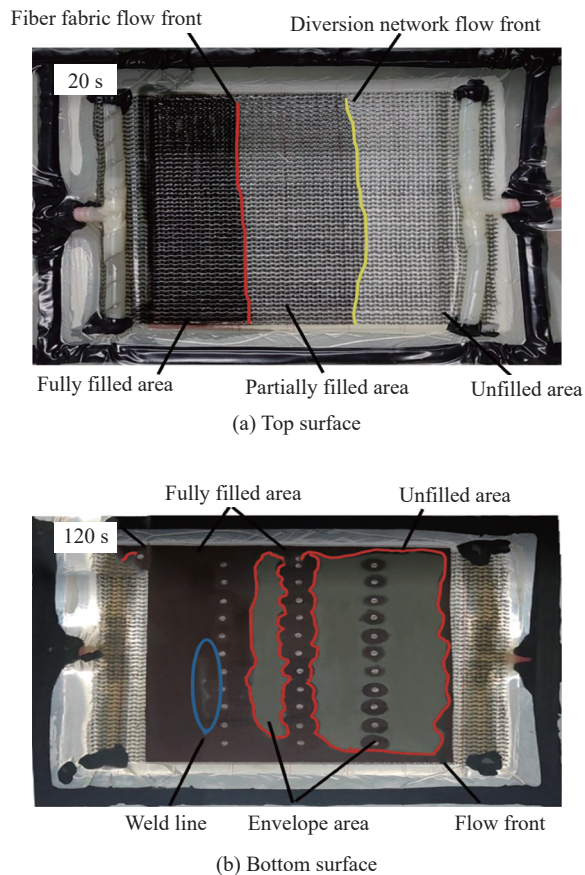 Fiber fabric flow front
Diversion network flow front
20 s
Fully filled area
Partially filled area
Unfilled area
(a) Top surface
Fully filled area
Unfilled area
120 s
Weld line
Envelope area
Flow front
(b) Bottom surface